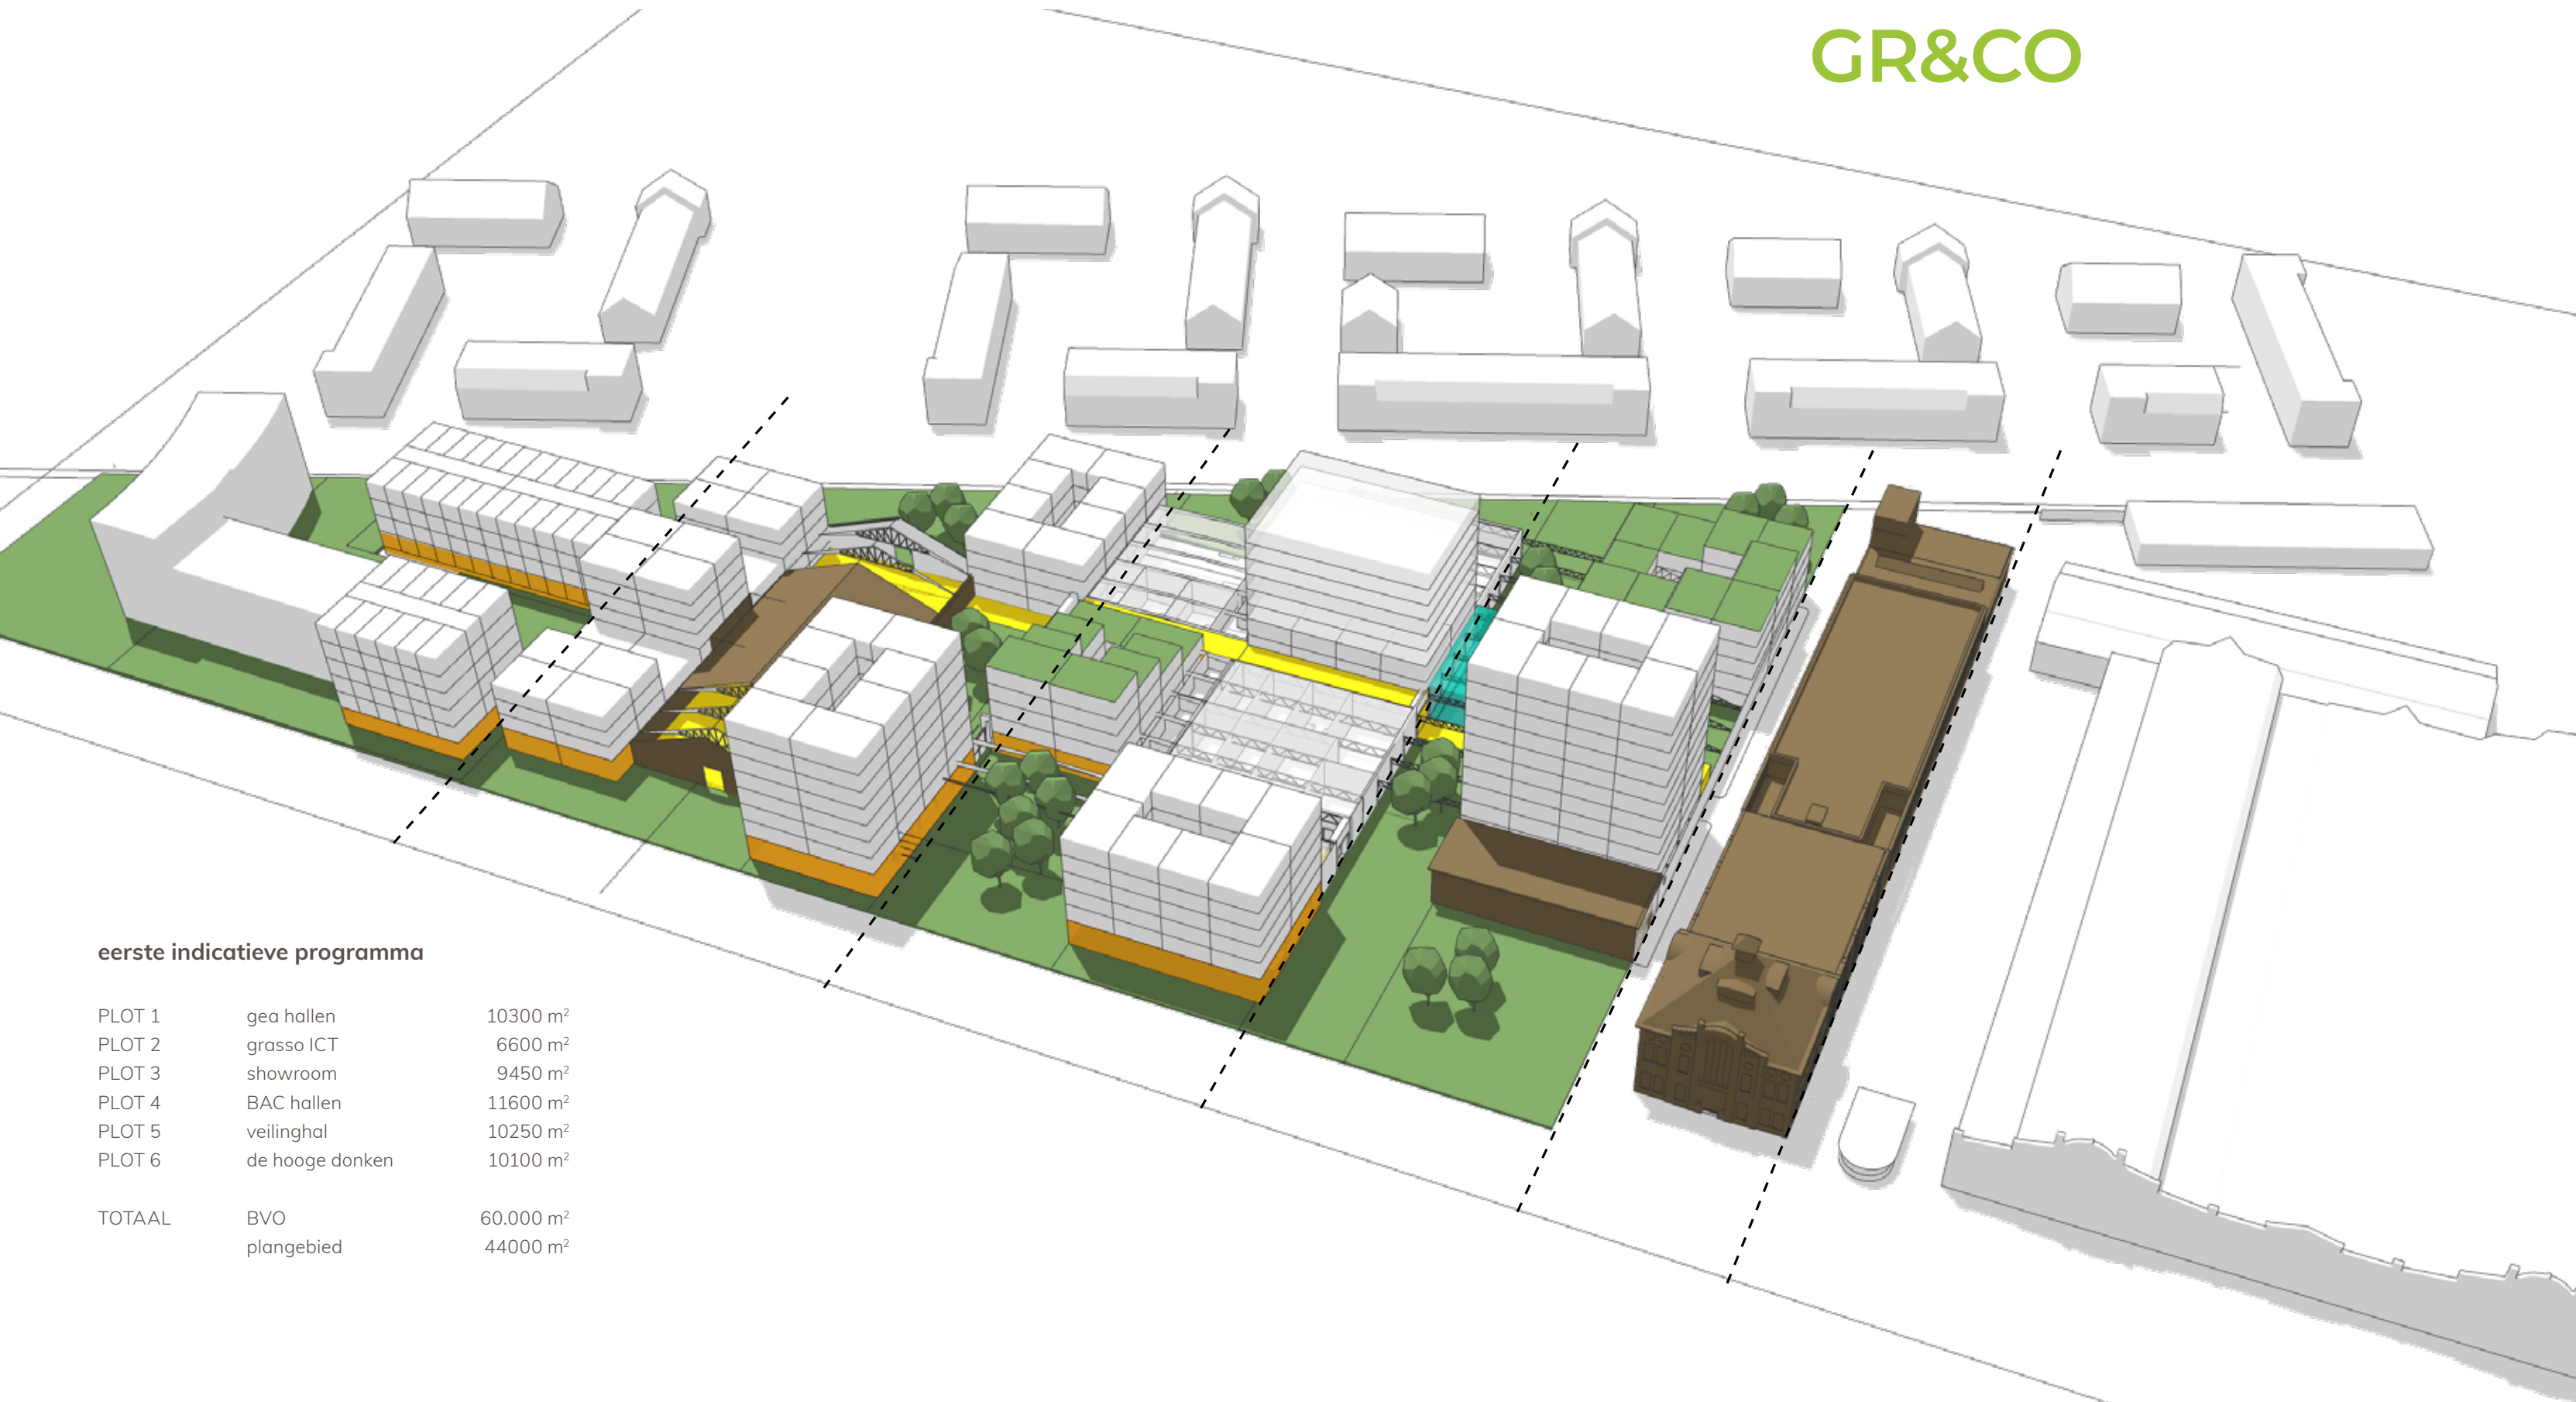 GR&CO
eerste indicatieve programma
PLOT 1 gea hallen 10300 m²
PLOT 2 grasso ICT 6600 m²
PLOT 3 showroom 9450 m²
PLOT 4 BAC hallen 11600 m²
PLOT 5 veilinghal 10250 m²
PLOT 6 de hooge donken 10100 m²
TOTAAL BVO 60.000 m²
plangebied 44000 m²